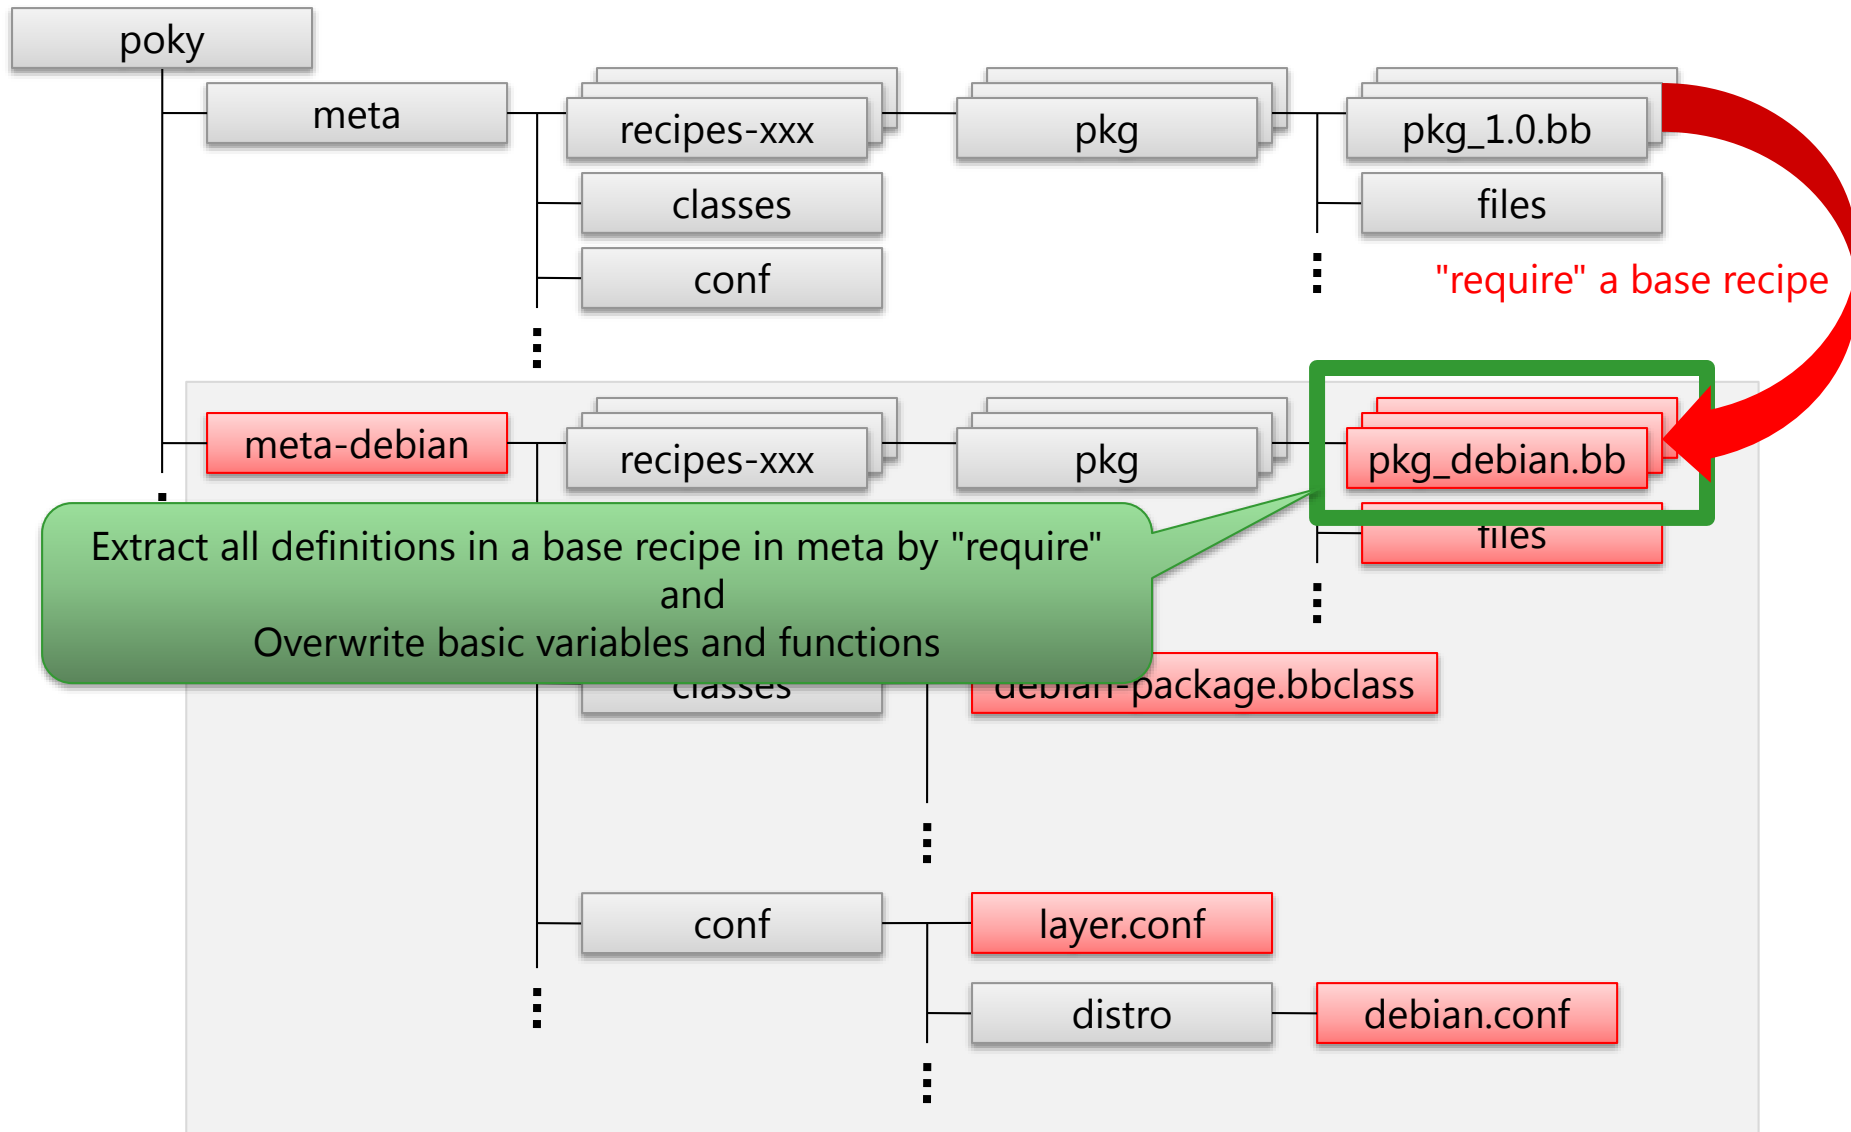 poky
meta
recipes-xxx
pkg
pkg_1.0.bb
classes
files
conf
"require" a base recipe
meta-debian
recipes-xxx
pkg
pkg_debian.bb
files
Extract all definitions in a base recipe in meta by "require"
and
Overwrite basic variables and functions
classes
debian-package.bbclass
conf
layer.conf
distro
debian.conf